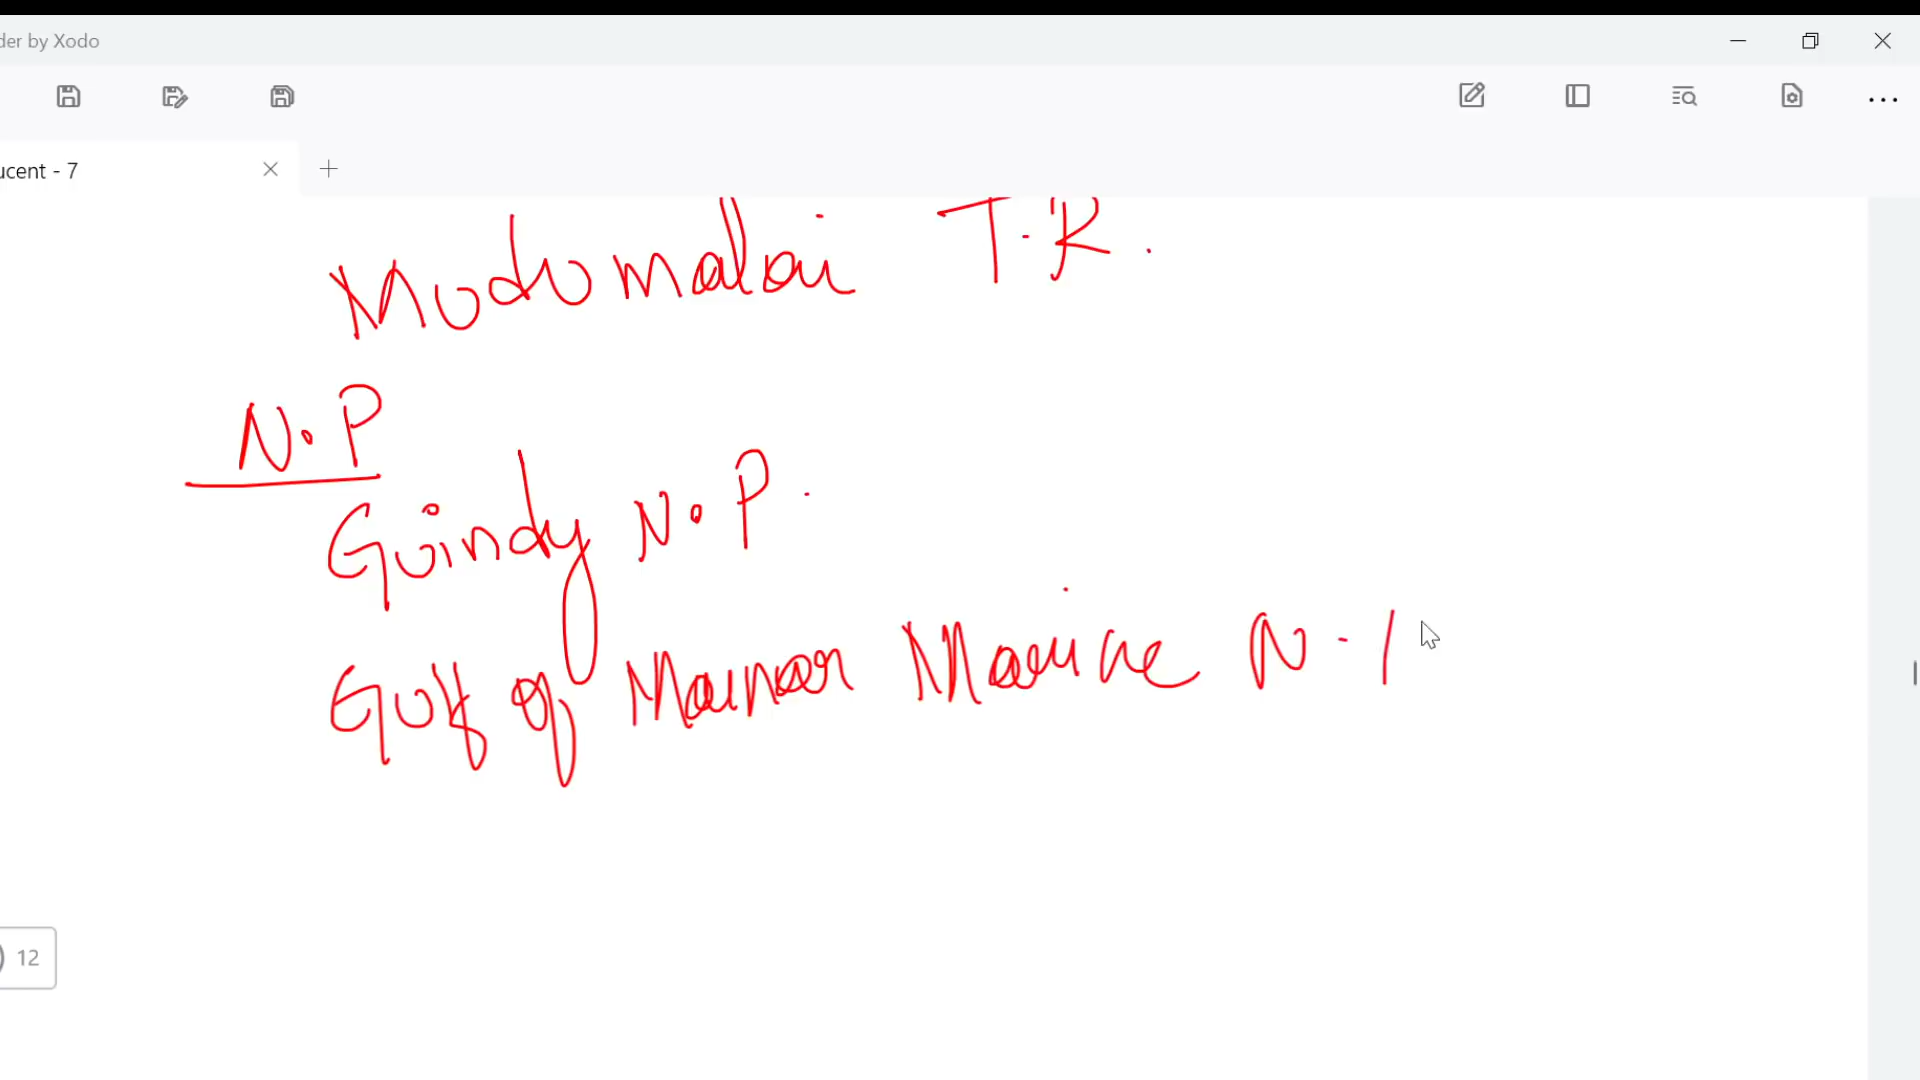 der by Xodo
ucent - 7
Mudumalai T.R.
N.P
Guindy N.P.
Gulf of Mannar Marine N.
12